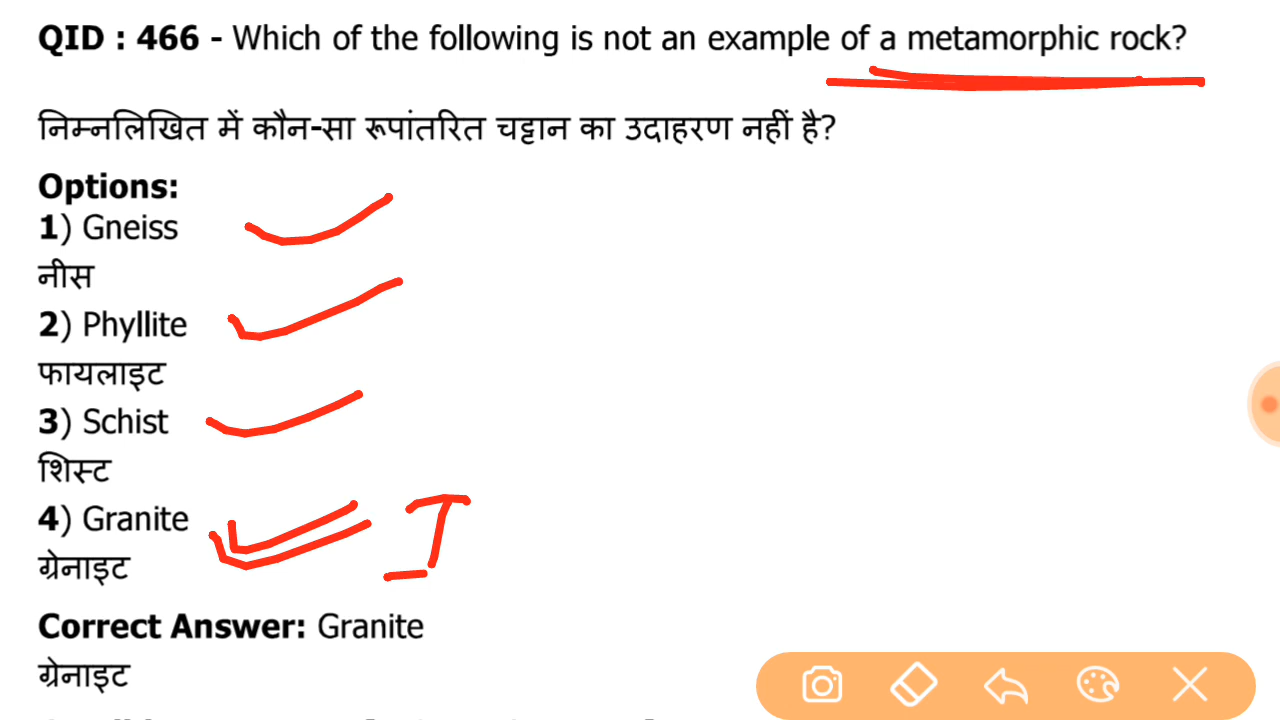 QID : 466 - Which of the following is not an example of a metamorphic rock?
निम्नलिखित में कौन-सा रूपांतरित चट्टान का उदाहरण नहीं है?
Options:
1) Gneiss
नीस
2) Phyllite
फायलाइट
3) Schist
शिस्ट
4) Granite
I
ग्रेनाइट
Correct Answer: Granite
ग्रेनाइट